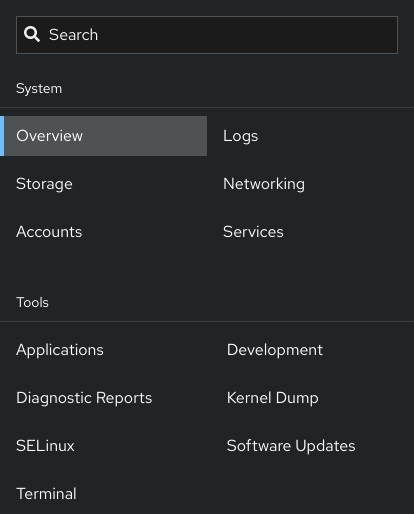 Search
System
Overview
Logs
Storage
Networking
Accounts
Services
Tools
Applications
Development
Diagnostic Reports
Kernel Dump
SELinux
Software Updates
Terminal